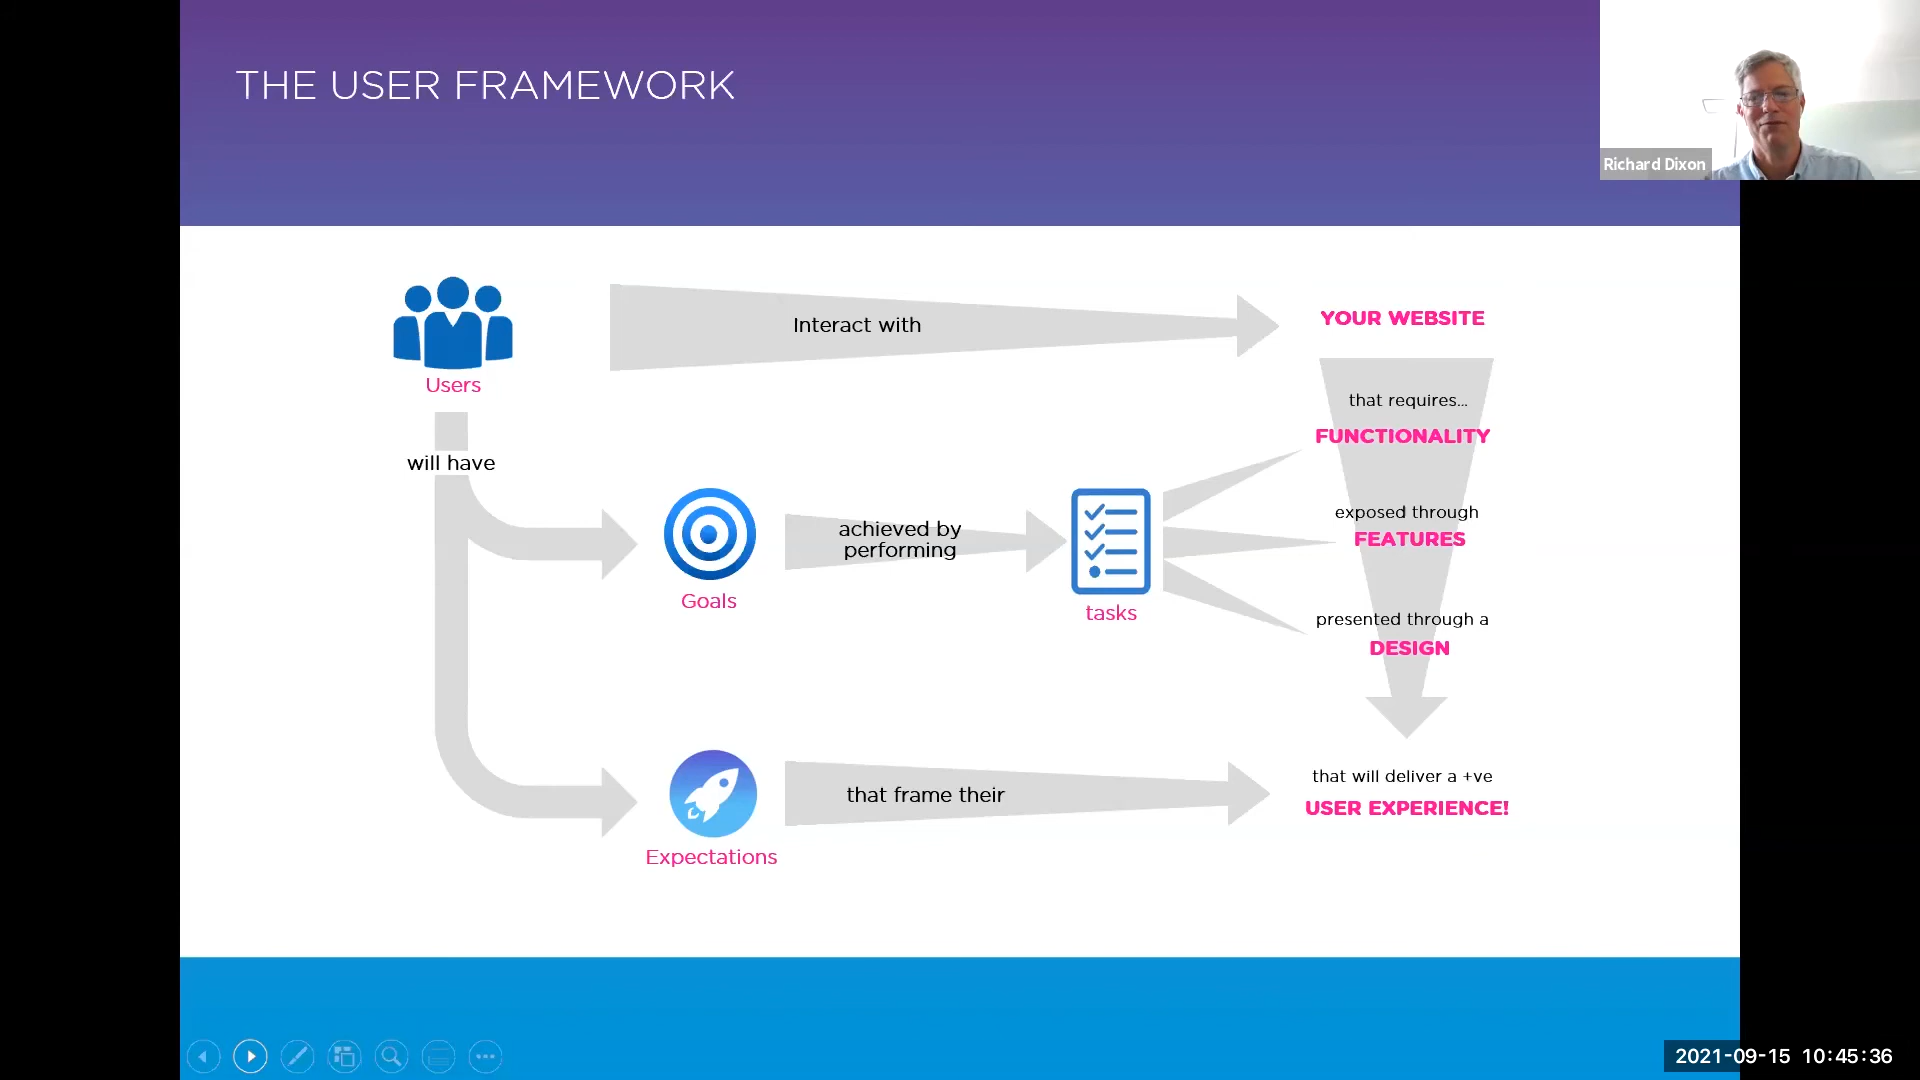 THE USER FRAMEWORK
Richard Dixon
Interact with
YOUR WEBSITE
Users
that requires...
FUNCTIONALITY
will have
exposed through
FEATURES
achieved by
performing
Goals
tasks
presented through a
DESIGN
that will deliver a +ve
USER EXPERIENCE!
that frame their
Expectations
2021-09-15 10:45:36